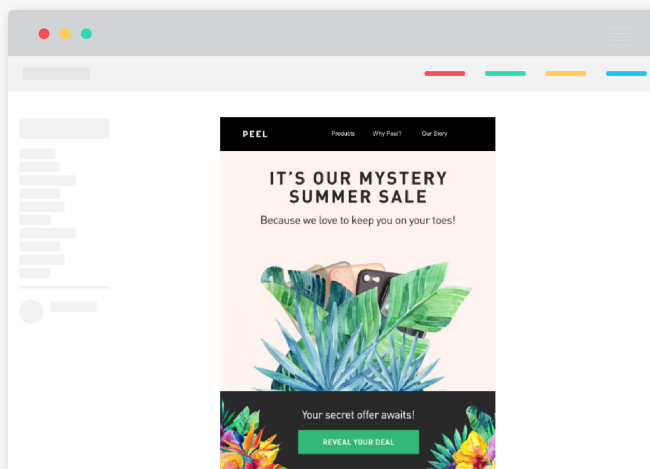 PEEL
Products Why Peel? Our Story
IT'S OUR MYSTERY
SUMMER SALE
Because we love to keep you on your toes!
Your secret offer awaits!
REVEAL YOUR DEAL